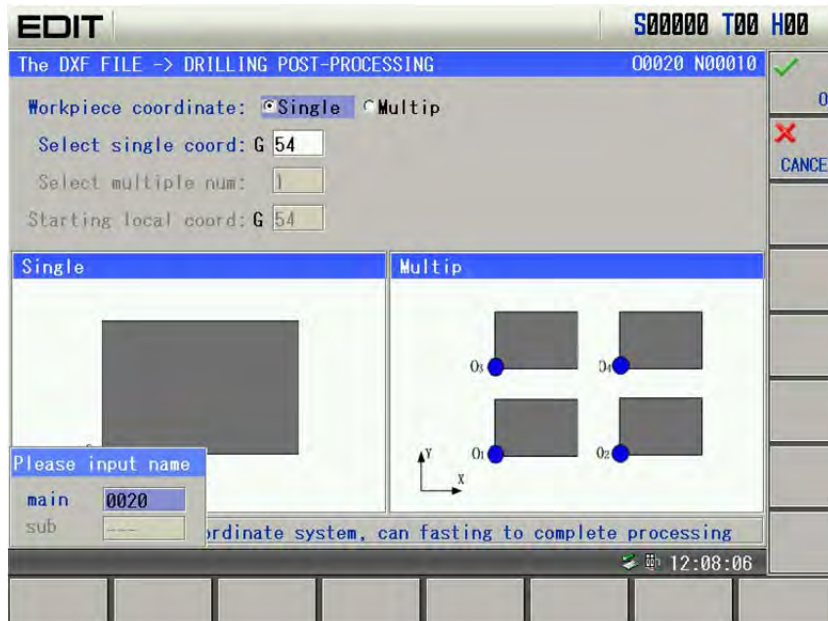 EDIT S00000 T00 H00
The DXF FILE -> DRILLING POST-PROCESSING O0020 N00010
Workpiece coordinate: Single Multip
Select single coord: G 54
Select multiple num: 1
Starting local coord: G 54
CANCE
Single Multip
O3 O4
O1 O2
Y
X
Please input name
main 0020
sub ---
ordinate system, can fasting to complete processing
12:08:06